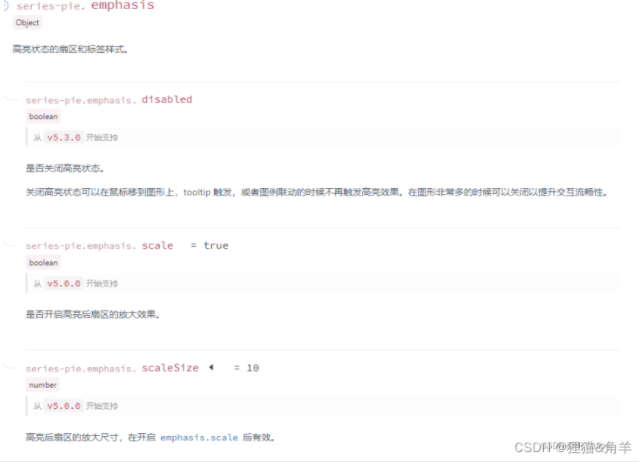 series-pie. emphasis
Object
高亮状态的扇区和标签样式。
series-pie.emphasis. disabled
boolean
从 v5.3.0 开始支持
是否关闭高亮状态。
关闭高亮状态可以在鼠标移到图形上，tooltip 触发，或者图例联动的时候不再触发高亮效果。在图形非常多的时候可以关闭以提升交互流畅性。
series-pie.emphasis. scale = true
boolean
从 v5.0.0 开始支持
是否开启高亮后扇区的放大效果。
series-pie.emphasis. scaleSize = 10
number
从 v5.0.0 开始支持
高亮后扇区的放大尺寸，在开启 emphasis.scale 后有效。
CSDN @狸猫&角羊